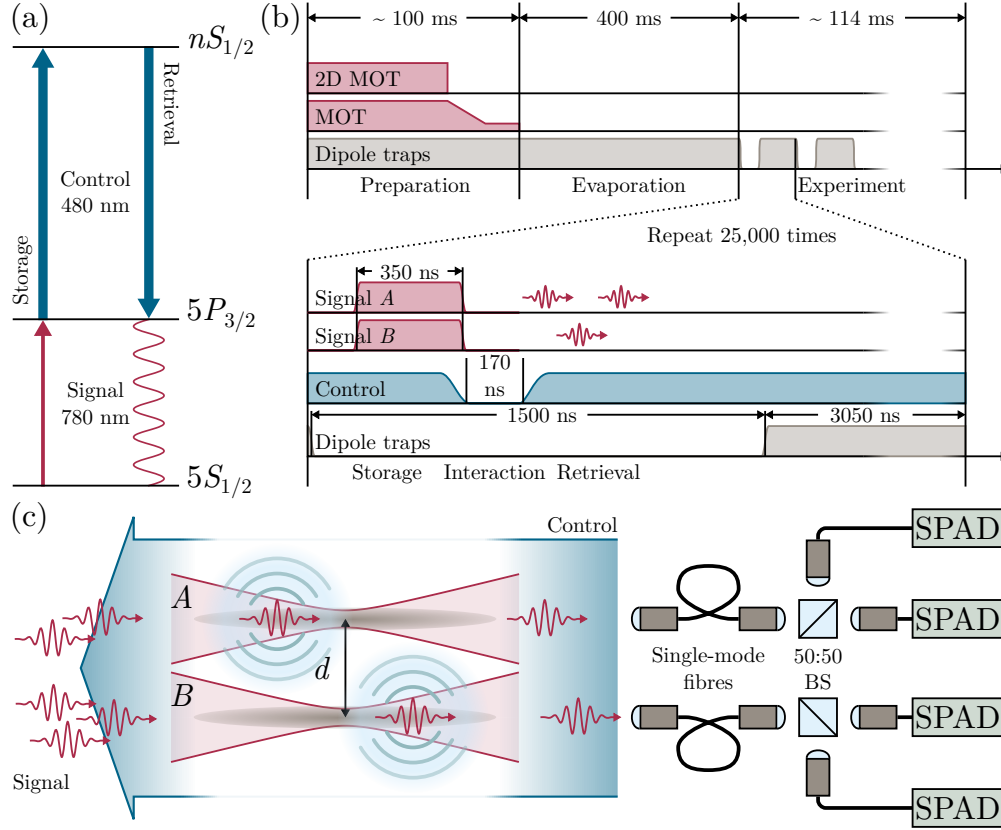 (a)
nS1/2
Retrieval
Control
480 nm
Storage
5P3/2
Signal
780 nm
5S1/2
(b)
~ 100 ms
400 ms
~ 114 ms
2D MOT
MOT
Dipole traps
Preparation
Evaporation
Experiment
Repeat 25,000 times
350 ns
Signal A
Signal B
170
ns
Control
1500 ns
3050 ns
Dipole traps
Storage
Interaction
Retrieval
(c)
Control
A
B
d
Signal
Single-mode
fibres
50:50
BS
SPAD
SPAD
SPAD
SPAD